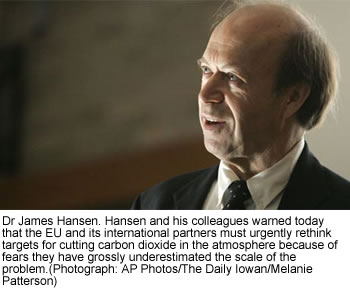 Dr James Hansen. Hansen and his colleagues warned today
that the EU and its international partners must urgently rethink
targets for cutting carbon dioxide in the atmosphere because of
fears they have grossly underestimated the scale of the
problem.(Photograph: AP Photos/The Daily Iowan/Melanie
Patterson)